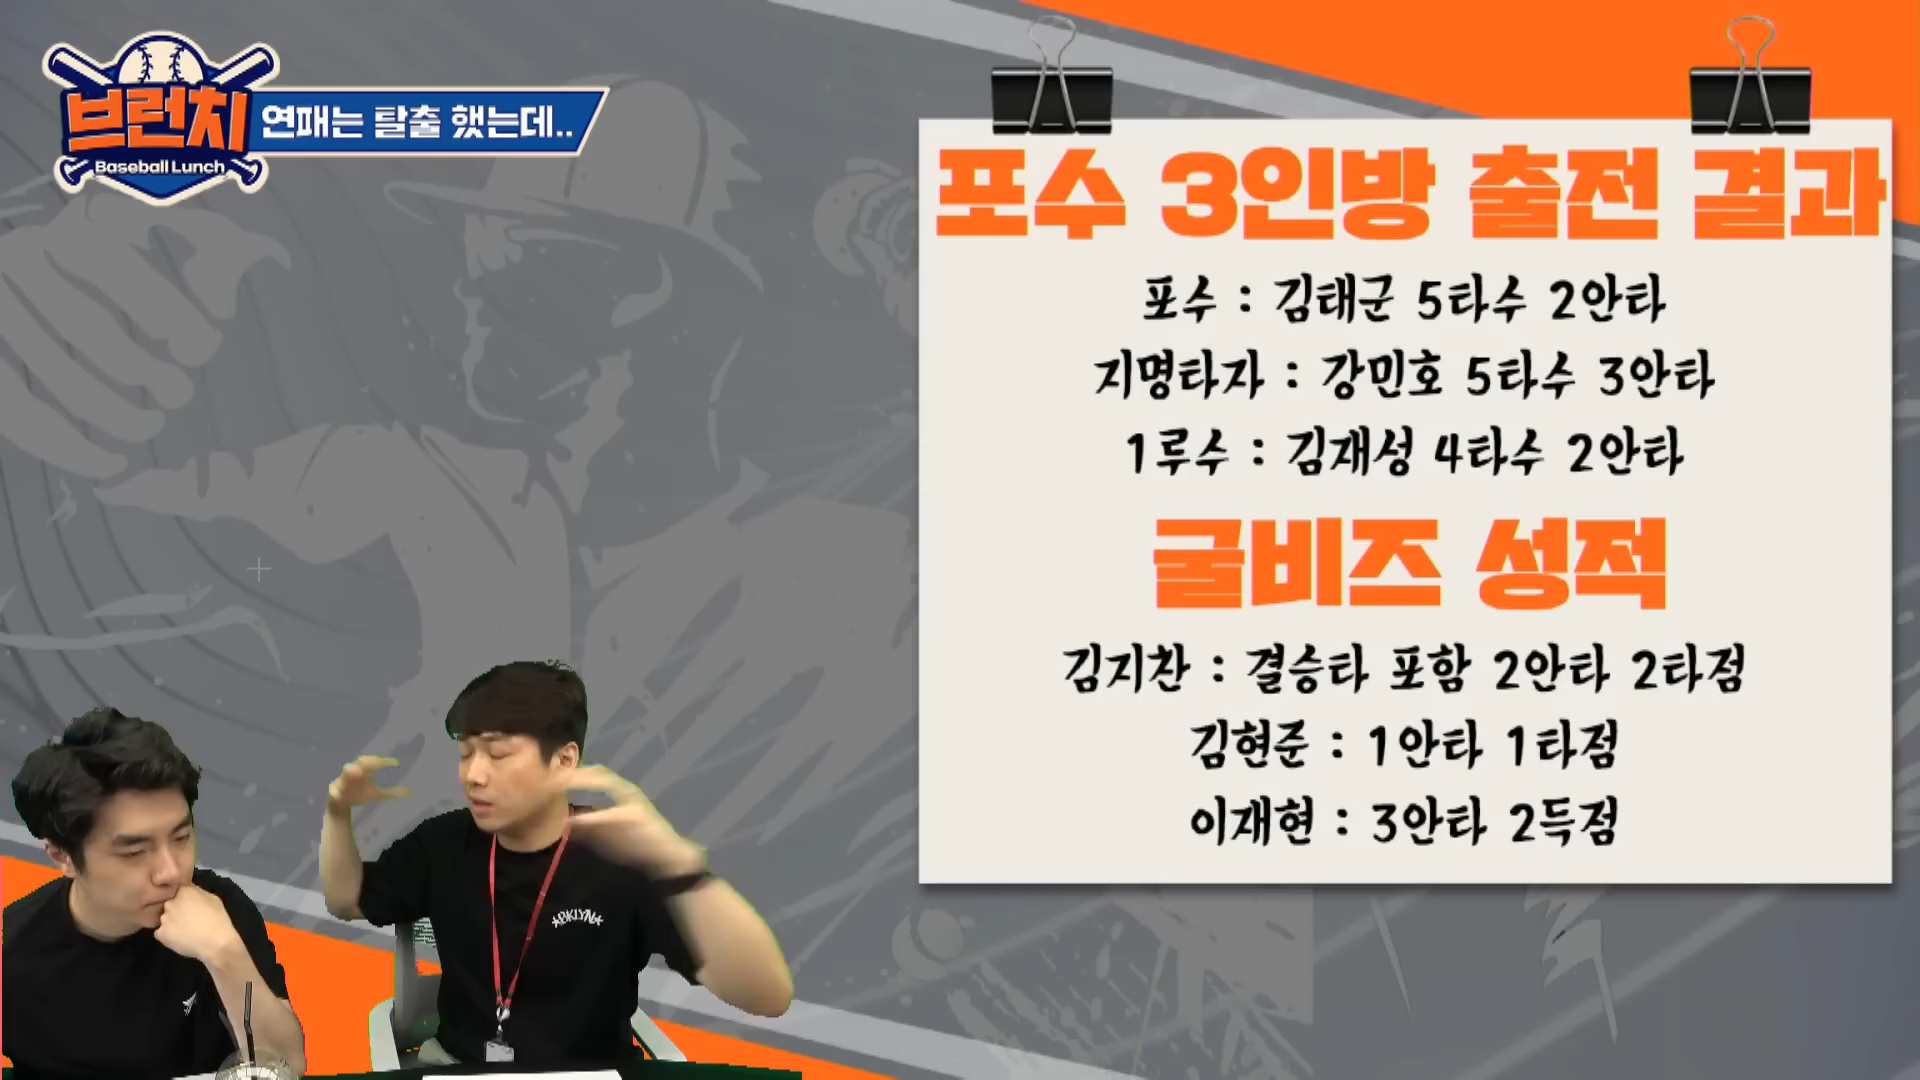 브런치
Baseball Lunch
연패는 탈출 했는데..
포수 3인방 출전 결과
포수 : 김태군 5타수 2안타
지명타자 : 강민호 5타수 3안타
1루수 : 김재성 4타수 2안타
굴비즈 성적
김지찬 : 결승타 포함 2안타 2타점
김현준 : 1안타 1타점
이재현 : 3안타 2득점
*BKLYN*